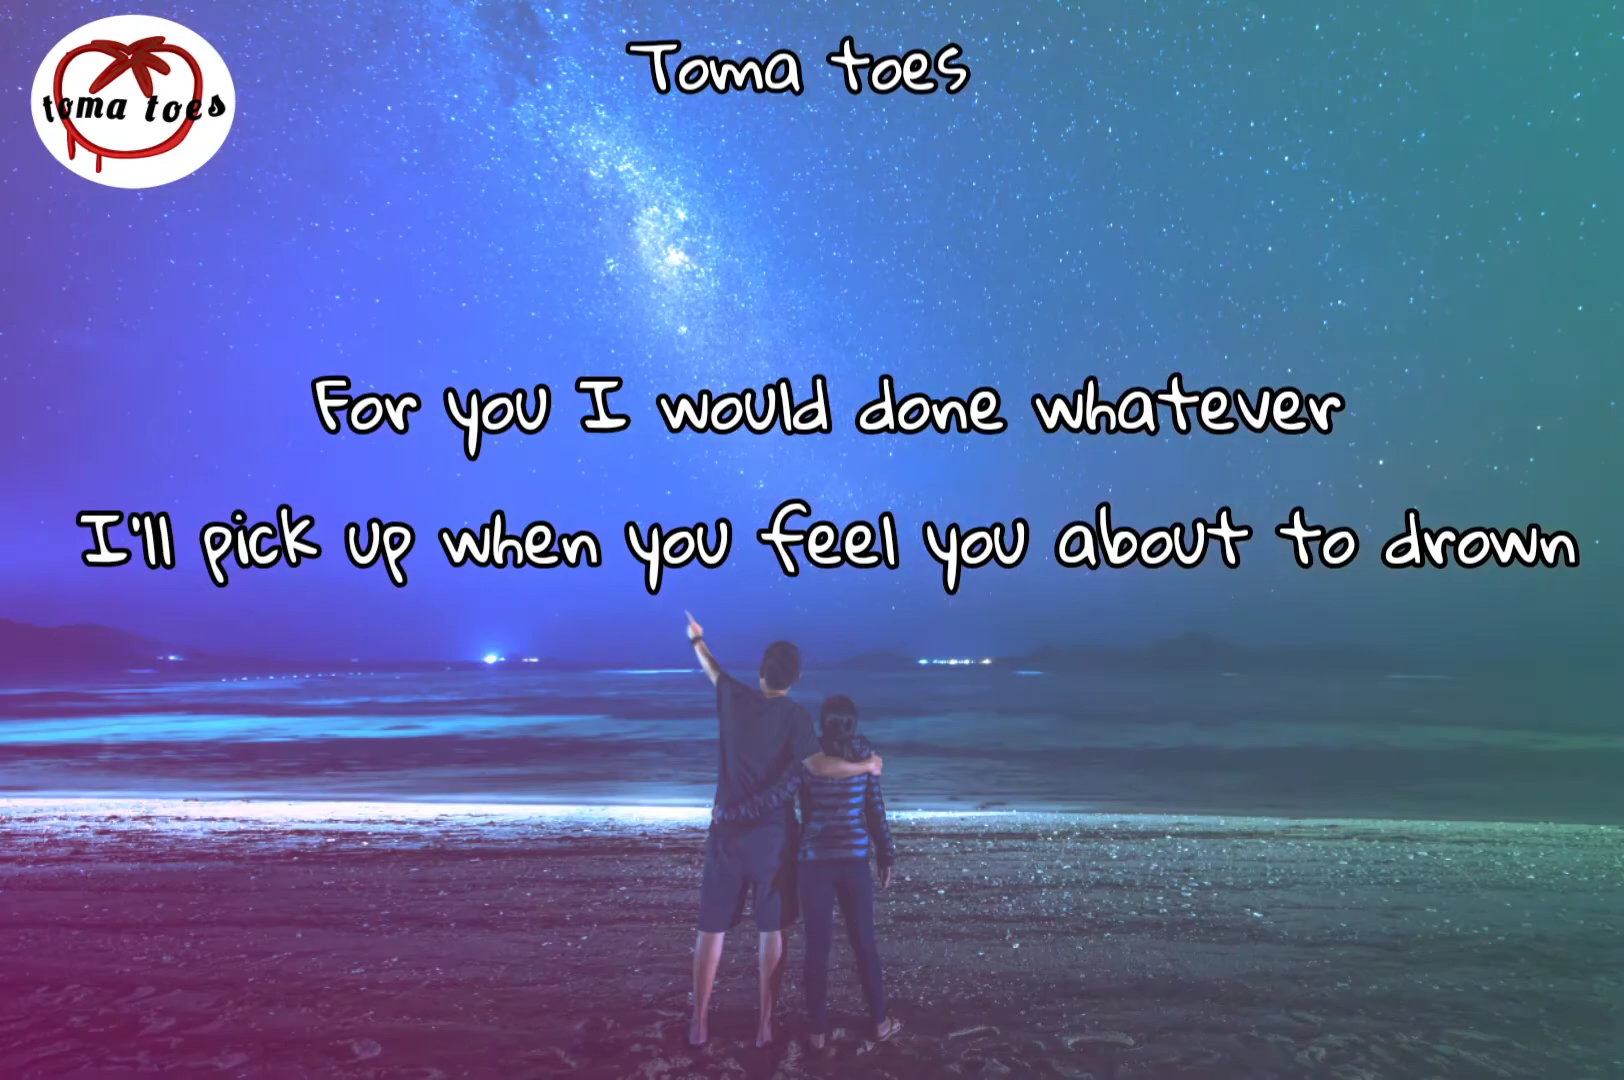 toma toes
Toma toes
For you I would done whatever
I'll pick up when you feel you about to drown